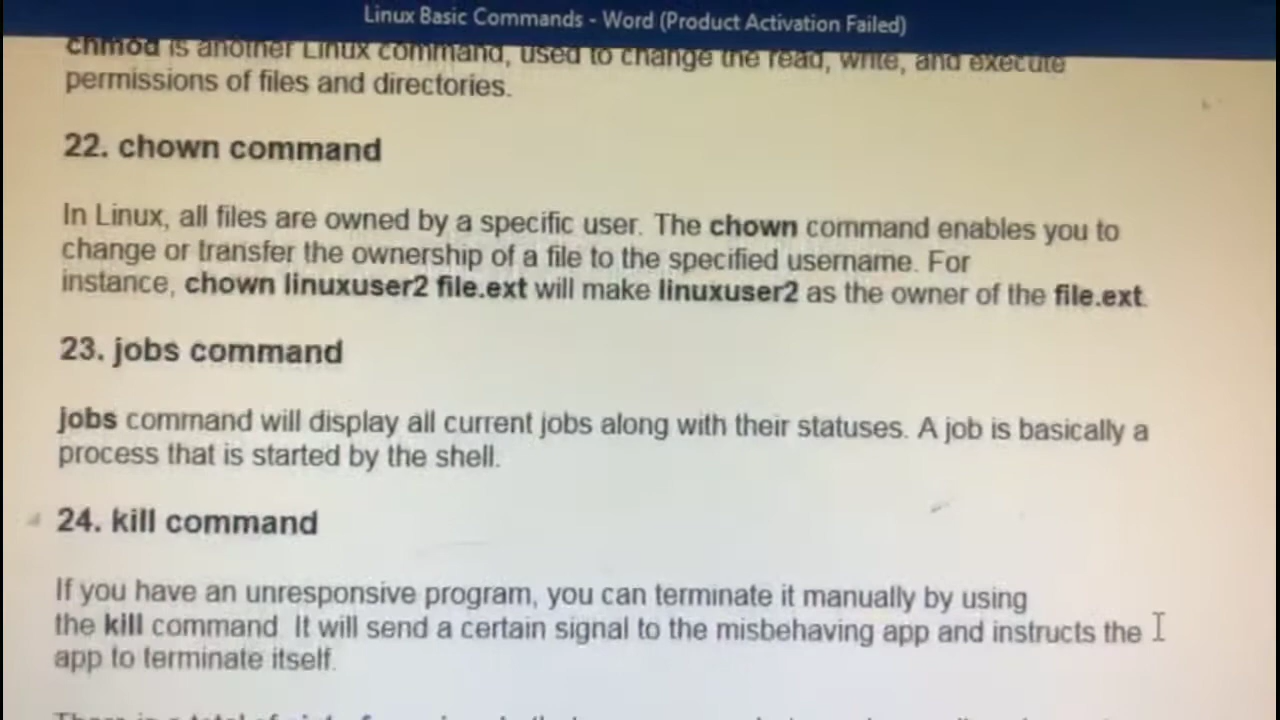 Linux Basic Commands - Word (Product Activation Failed)
chmod is another Linux command, used to change the read, write, and execute
permissions of files and directories.
22. chown command
In Linux, all files are owned by a specific user. The chown command enables you to
change or transfer the ownership of a file to the specified username. For
instance, chown linuxuser2 file.ext will make linuxuser2 as the owner of the file.ext.
23. jobs command
jobs command will display all current jobs along with their statuses. A job is basically a
process that is started by the shell.
24. kill command
If you have an unresponsive program, you can terminate it manually by using
the kill command. It will send a certain signal to the misbehaving app and instructs the
app to terminate itself.